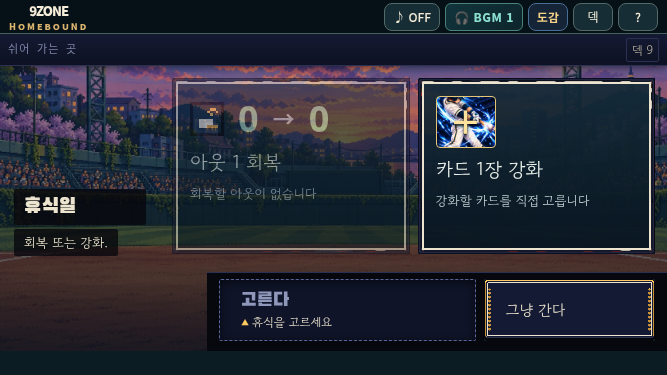 9ZONE
HOMEBOUND
♪ OFF
🎧 BGM 1
도감
덱
?
쉬어 가는 곳
덱 9
0 → 0
아웃 1 회복
회복할 아웃이 없습니다
카드 1장 강화
강화할 카드를 직접 고릅니다
휴식일
회복 또는 강화.
고른다
▲ 휴식을 고르세요
그냥 간다